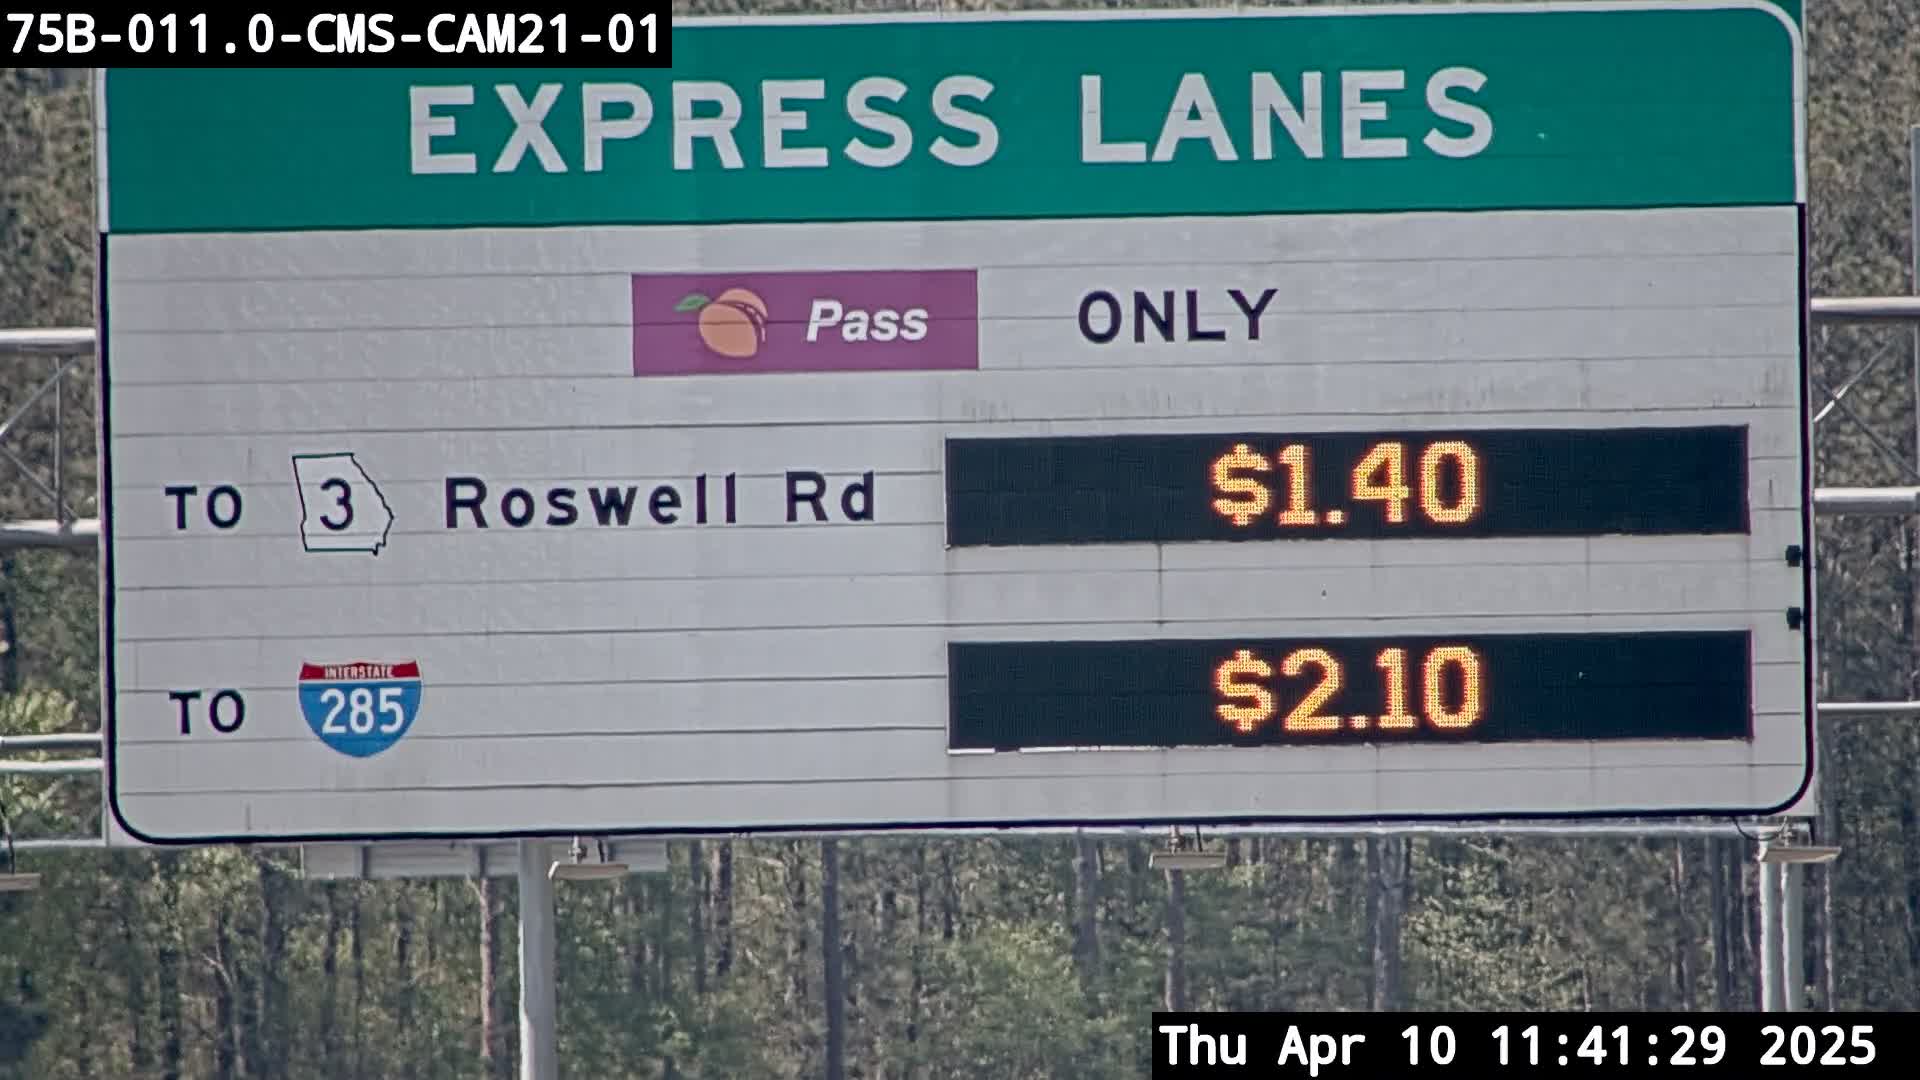 75B-011.0-CMS-CAM21-01
EXPRESS LANES
Pass ONLY
TO 3 Roswell Rd $1.40
INTERSTATE
TO 285 $2.10
Thu Apr 10 11:41:29 2025